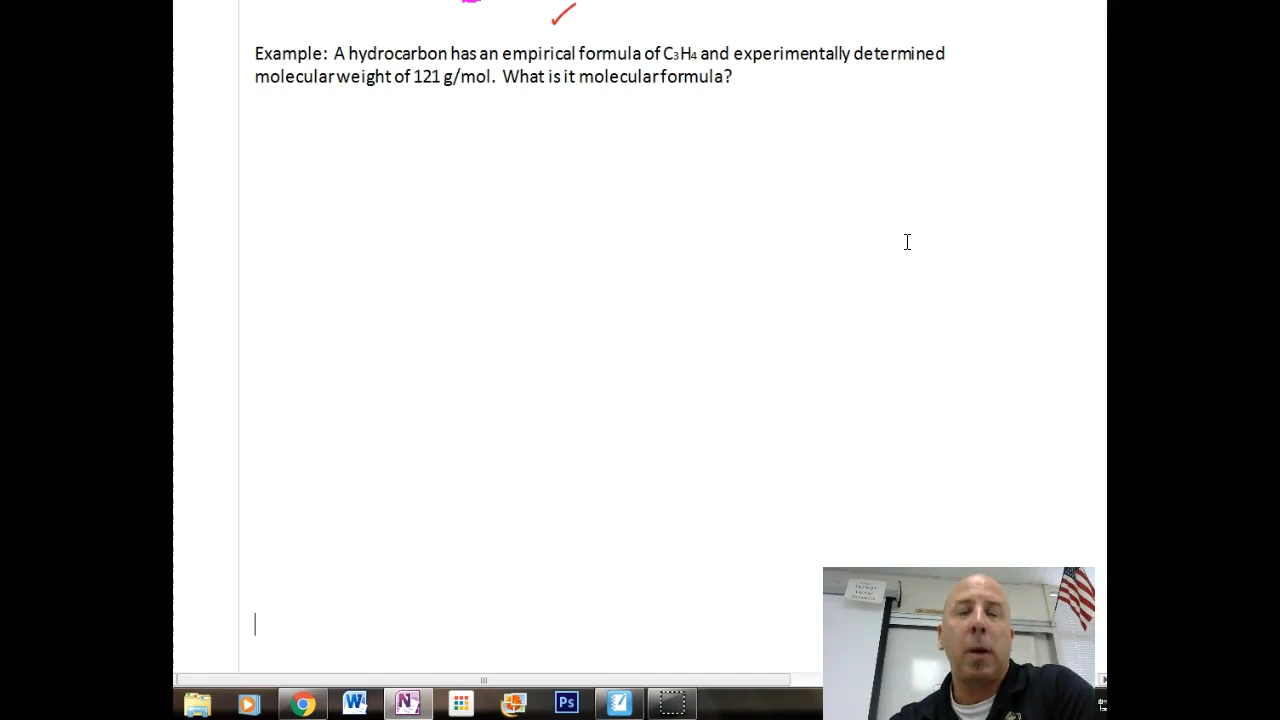 Example: A hydrocarbon has an empirical formula of C₃H₄ and experimentally determined
molecular weight of 121 g/mol. What is it molecular formula?
W
N
Ps